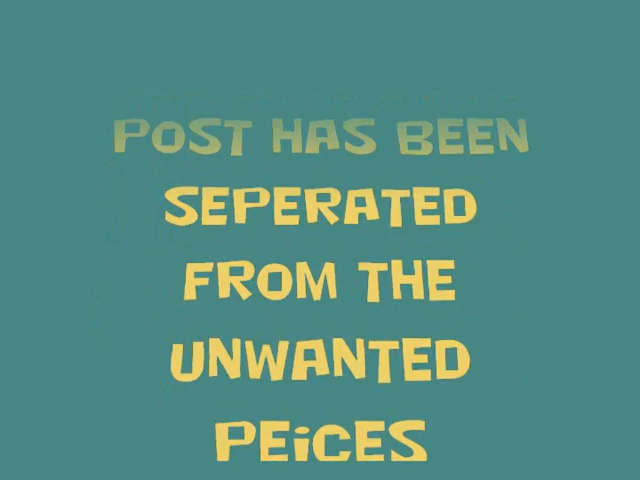 POST HAS BEEN
SEPERATED
FROM THE
UNWANTED
PEiCES